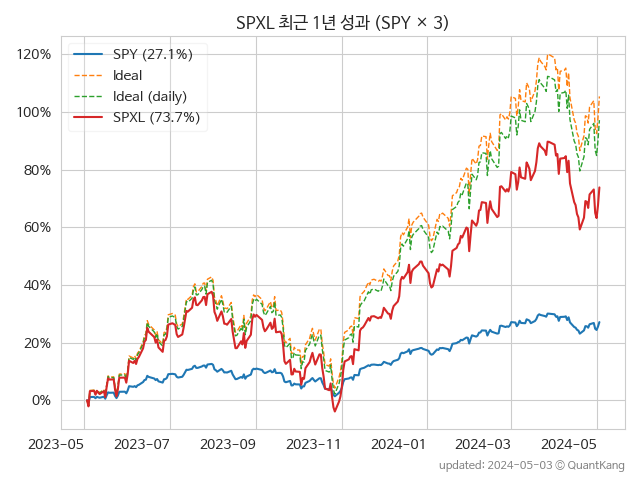 SPXL 최근 1년 성과 (SPY × 3)
SPY (27.1%)
Ideal
Ideal (daily)
SPXL (73.7%)
120%
100%
80%
60%
40%
20%
0%
2023-05 2023-07 2023-09 2023-11 2024-01 2024-03 2024-05
updated: 2024-05-03 ⓒ QuantKang